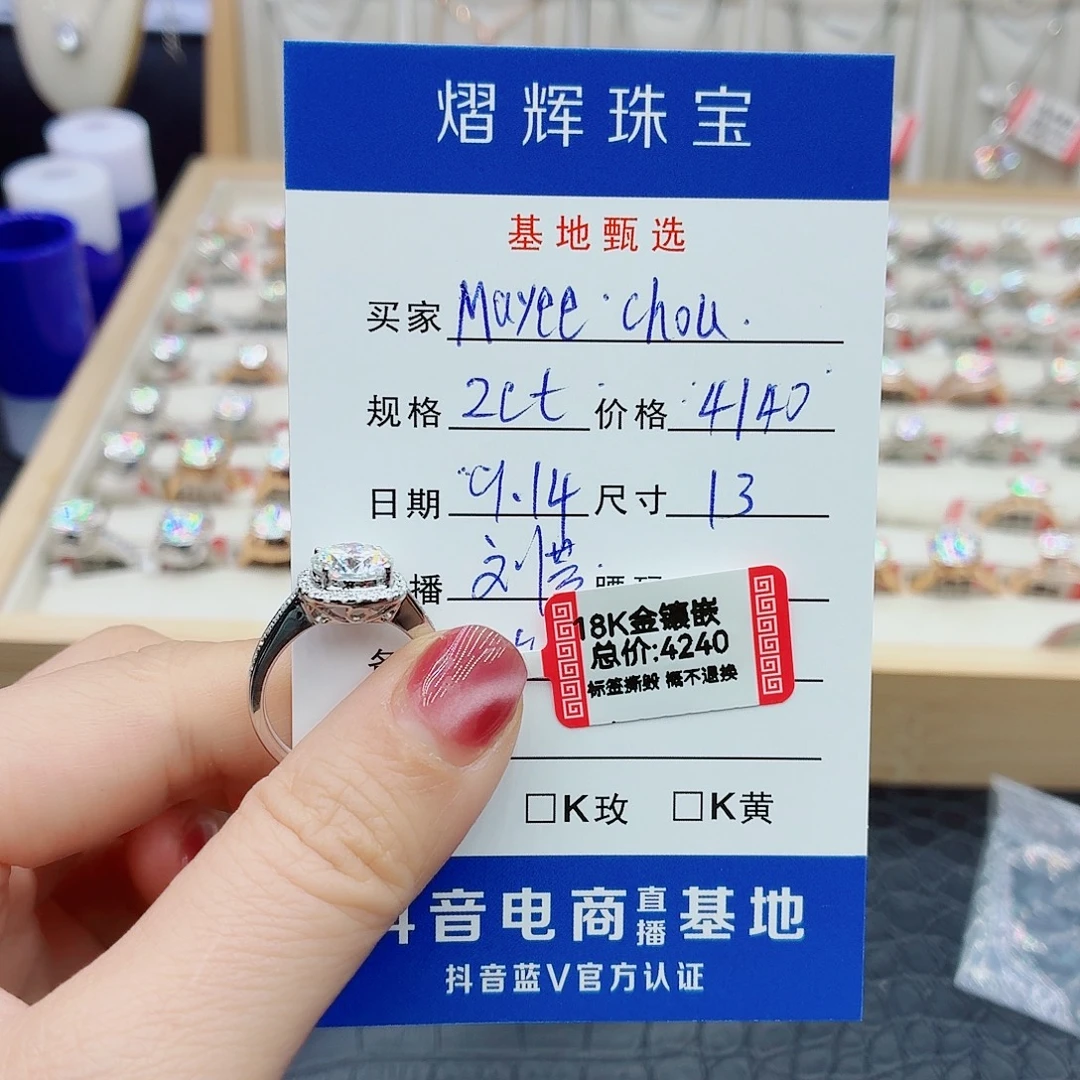 熠辉珠宝
基地甄选
买家 Mayee · Chou.
规格 2ct 价格 4140
日期 9.14 尺寸 13
播 刘芸
18K金镶嵌
总价:4240
标签撕毁 概不退换
□K玫 □K黄
音电商直播基地
抖音蓝V官方认证